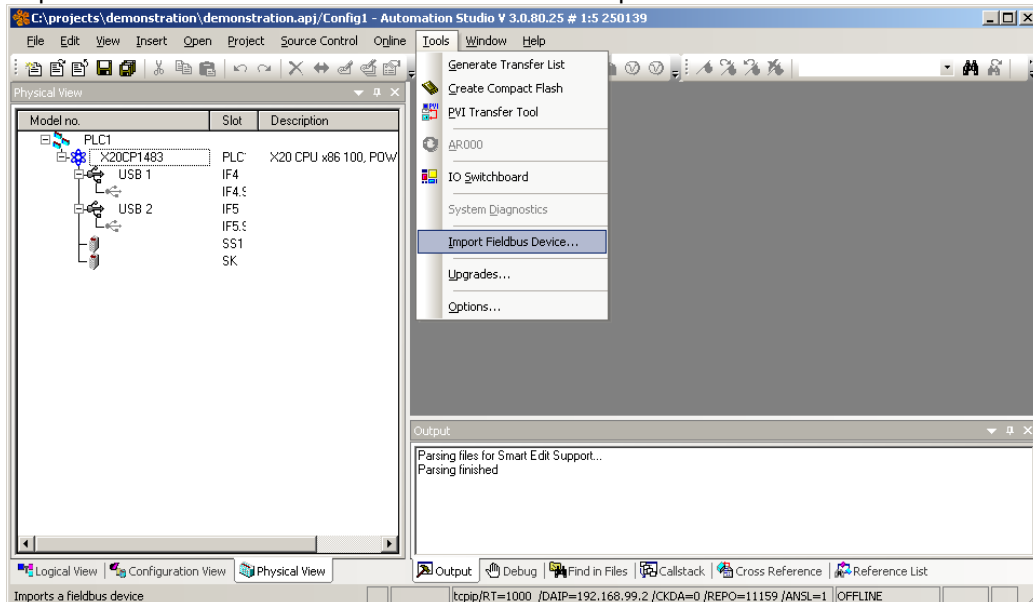 C:\projects\demonstration\demonstration.apj/Config1 - Automation Studio V 3.0.80.25 # 1:5 250139
File Edit View Insert Open Project Source Control Online Tools Window Help
Physical View
Model no. Slot Description
PLC1
X20CP1483 PLC X20 CPU x86 100, POW
USB 1 IF4
IF4.S
USB 2 IF5
IF5.S
SS1
SK
Generate Transfer List
Create Compact Flash
PVI Transfer Tool
AR000
IO Switchboard
System Diagnostics
Import Fieldbus Device...
Upgrades...
Options...
Output
Parsing files for Smart Edit Support...
Parsing finished
Logical View Configuration View Physical View
Output Debug Find in Files Callstack Cross Reference Reference List
Imports a fieldbus device tcpip/RT=1000 /DAIP=192.168.99.2 /CKDA=0 /REPO=11159 /ANSL=1 OFFLINE